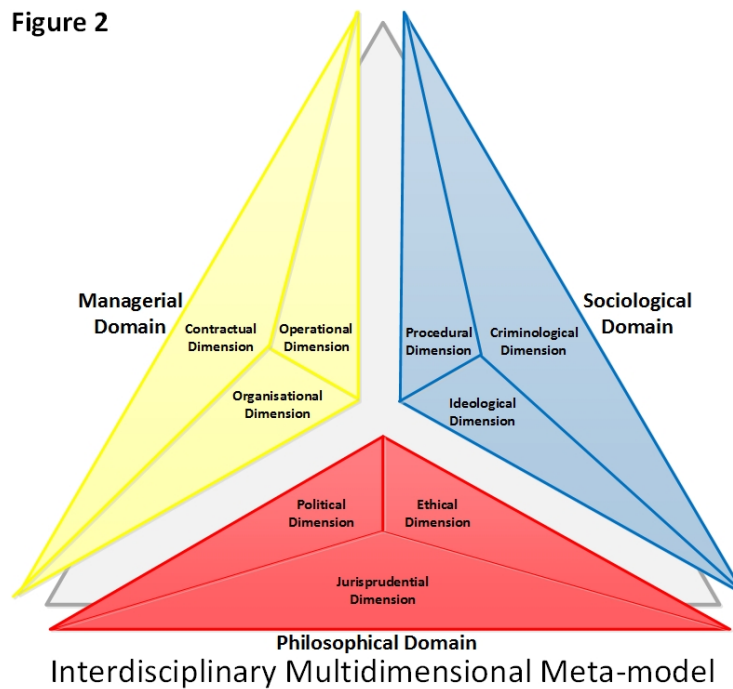 Figure 2
Managerial
Domain
Contractual
Dimension
Operational
Dimension
Organisational
Dimension
Sociological
Domain
Procedural
Dimension
Criminological
Dimension
Ideological
Dimension
Political
Dimension
Ethical
Dimension
Jurisprudential
Dimension
Philosophical Domain
Interdisciplinary Multidimensional Meta-model